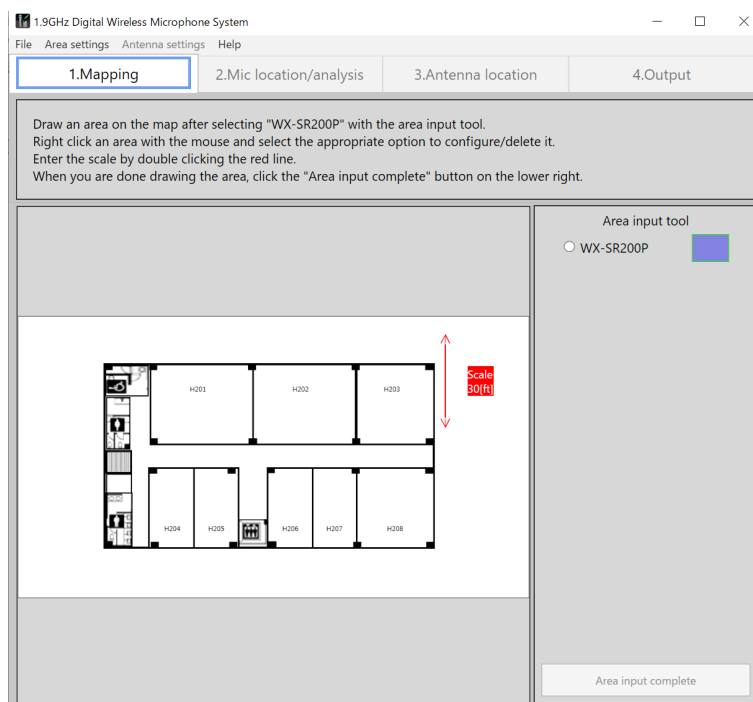 1.9GHz Digital Wireless Microphone System
File Area settings Antenna settings Help
1.Mapping 2.Mic location/analysis 3.Antenna location 4.Output
Draw an area on the map after selecting "WX-SR200P" with the area input tool.
Right click an area with the mouse and select the appropriate option to configure/delete it.
Enter the scale by double clicking the red line.
When you are done drawing the area, click the "Area input complete" button on the lower right.
Area input tool
WX-SR200P
Scale
30[ft]
H201 H202 H203
H204 H205 H206 H207 H208
Area input complete